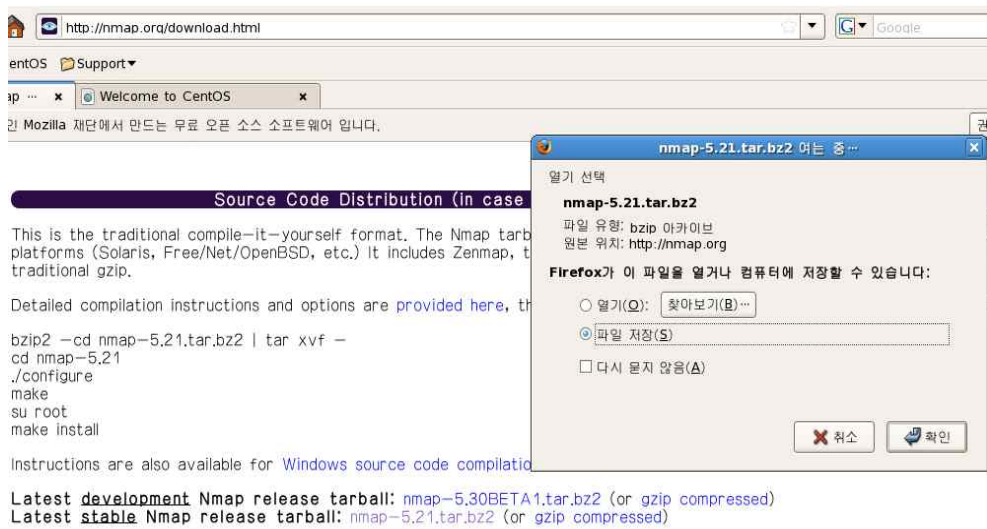 http://nmap.org/download.html
G
Google
entOS Support
ap ...
Welcome to CentOS
인 Mozilla 재단에서 만드는 무료 오픈 소스 소프트웨어 입니다.
권
Source Code Distribution (in case
This is the traditional compile-it-yourself format. The Nmap tarb
platforms (Solaris, Free/Net/OpenBSD, etc.) It includes Zenmap, t
traditional gzip.
Detailed compilation instructions and options are provided here, th
bzip2 -cd nmap-5.21.tar.bz2 | tar xvf -
cd nmap-5.21
./configure
make
su root
make install
Instructions are also available for Windows source code compilatio
Latest development Nmap release tarball: nmap-5.30BETA1.tar.bz2 (or gzip compressed)
Latest stable Nmap release tarball: nmap-5.21.tar.bz2 (or gzip compressed)
nmap-5.21.tar.bz2 여는 중...
열기 선택
nmap-5.21.tar.bz2
파일 유형: bzip 아카이브
원본 위치: http://nmap.org
Firefox가 이 파일을 열거나 컴퓨터에 저장할 수 있습니다:
열기(O): 찾아보기(B)...
파일 저장(S)
다시 묻지 않음(A)
취소
확인